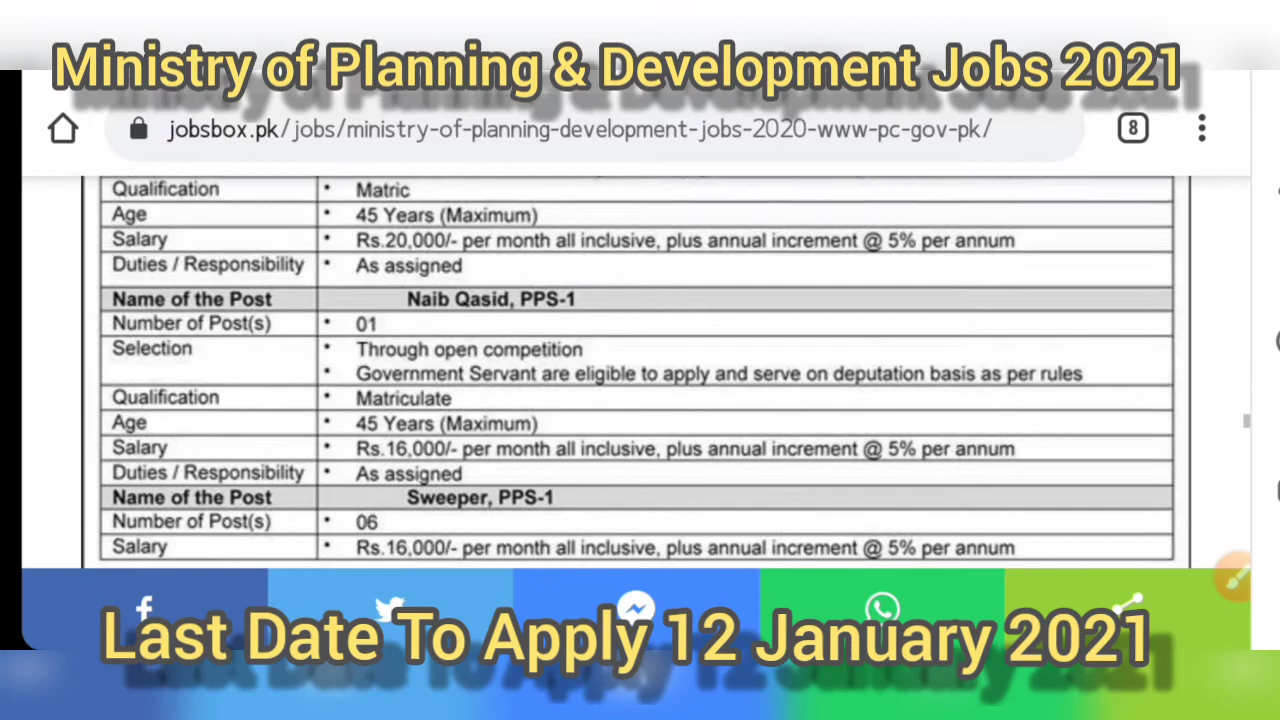 Ministry of Planning & Development Jobs 2021
jobsbox.pk/jobs/ministry-of-planning-development-jobs-2020-www-pc-gov-pk/
8
Qualification • Matric
Age • 45 Years (Maximum)
Salary • Rs.20,000/- per month all inclusive, plus annual increment @ 5% per annum
Duties / Responsibility • As assigned
Name of the Post Naib Qasid, PPS-1
Number of Post(s) • 01
Selection • Through open competition
• Government Servant are eligible to apply and serve on deputation basis as per rules
Qualification • Matriculate
Age • 45 Years (Maximum)
Salary • Rs.16,000/- per month all inclusive, plus annual increment @ 5% per annum
Duties / Responsibility • As assigned
Name of the Post Sweeper, PPS-1
Number of Post(s) • 06
Salary • Rs.16,000/- per month all inclusive, plus annual increment @ 5% per annum
Last Date To Apply 12 January 2021